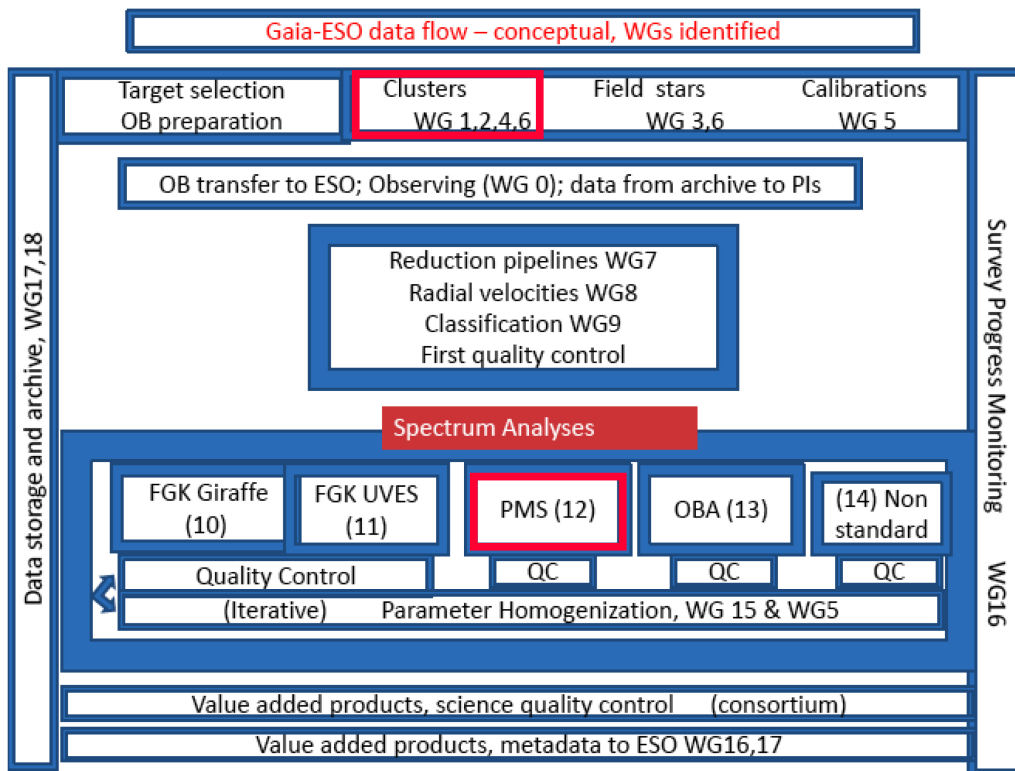 Gaia-ESO data flow – conceptual, WGs identified
Target selection
OB preparation
Clusters
WG 1,2,4,6
Field stars
WG 3,6
Calibrations
WG 5
OB transfer to ESO; Observing (WG 0); data from archive to PIs
Data storage and archive, WG17,18
Survey Progress Monitoring WG16
Reduction pipelines WG7
Radial velocities WG8
Classification WG9
First quality control
Spectrum Analyses
FGK Giraffe
(10)
FGK UVES
(11)
PMS (12)
OBA (13)
(14) Non
standard
Quality Control
QC
QC
QC
(Iterative) Parameter Homogenization, WG 15 & WG5
Value added products, science quality control (consortium)
Value added products, metadata to ESO WG16,17